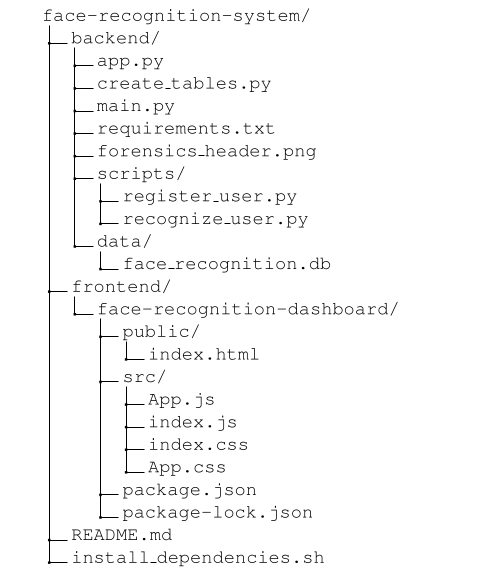 face-recognition-system/
backend/
app.py
create_tables.py
main.py
requirements.txt
forensics_header.png
scripts/
register_user.py
recognize_user.py
data/
face_recognition.db
frontend/
face-recognition-dashboard/
public/
index.html
src/
App.js
index.js
index.css
App.css
package.json
package-lock.json
README.md
install_dependencies.sh